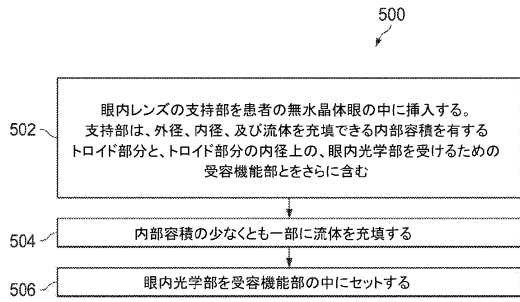 500
502
眼内レンズの支持部を患者の無水晶体眼の中に挿入する。
支持部は、外径、内径、及び流体を充填できる内部容積を有する
トロイド部分と、トロイド部分の内径上の、眼内光学部を受けるための
受容機能部とをさらに含む
504
内部容積の少なくとも一部に流体を充填する
506
眼内光学部を受容機能部の中にセットする